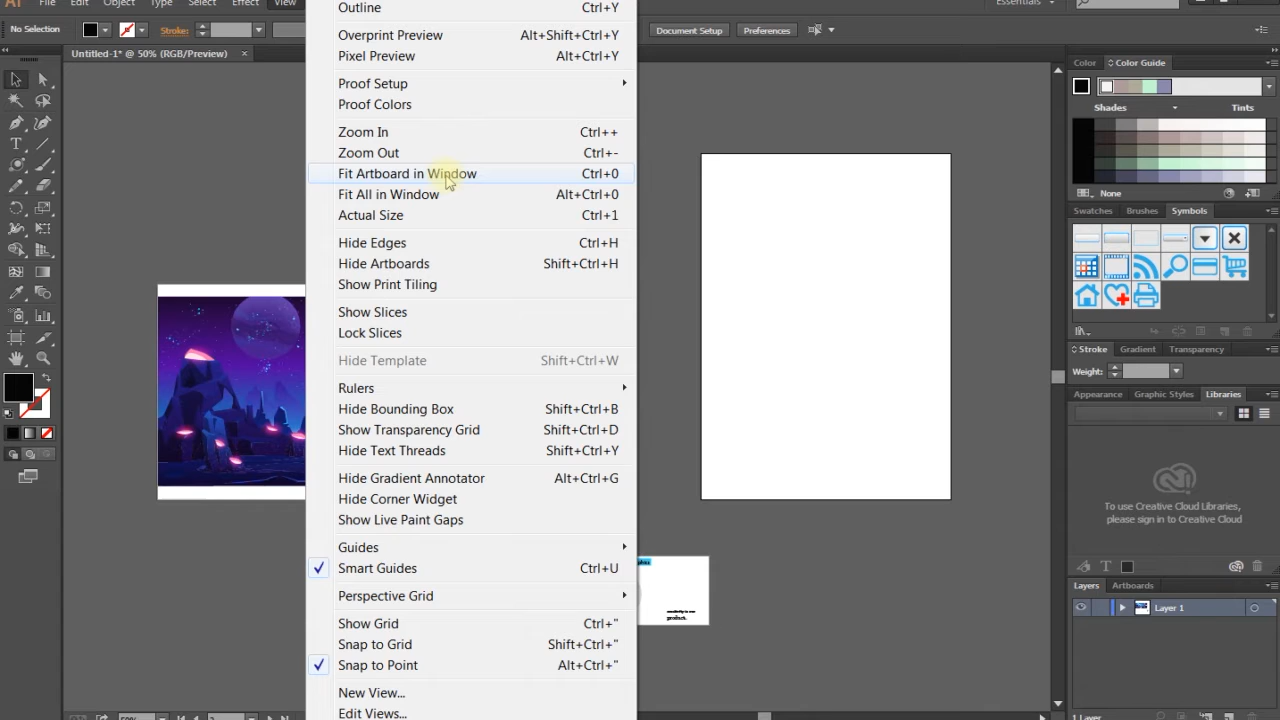 File
Object
Type
Select
Effect
View
Essentials
No Selection
Stroke:
Document Setup
Preferences
Untitled-1* @ 50% (RGB/Preview)
Outline Ctrl+Y
Overprint Preview Alt+Shift+Ctrl+Y
Pixel Preview Alt+Ctrl+Y
Proof Setup
Proof Colors
Zoom In Ctrl++
Zoom Out Ctrl+-
Fit Artboard in Window Ctrl+0
Fit All in Window Alt+Ctrl+0
Actual Size Ctrl+1
Hide Edges Ctrl+H
Hide Artboards Shift+Ctrl+H
Show Print Tiling
Show Slices
Lock Slices
Hide Template Shift+Ctrl+W
Rulers
Hide Bounding Box Shift+Ctrl+B
Show Transparency Grid Shift+Ctrl+D
Hide Text Threads Shift+Ctrl+Y
Hide Gradient Annotator Alt+Ctrl+G
Hide Corner Widget
Show Live Paint Gaps
Guides
Smart Guides Ctrl+U
Perspective Grid
Show Grid Ctrl+"
Snap to Grid Shift+Ctrl+"
Snap to Point Alt+Ctrl+"
New View...
Edit Views...
Color
Color Guide
Shades
Tints
None
Swatches
Brushes
Symbols
Stroke
Gradient
Transparency
Weight:
Appearance
Graphic Styles
Libraries
To use Creative Cloud Libraries,
please sign in to Creative Cloud
Layers
Artboards
Layer 1
1 Layer
product.